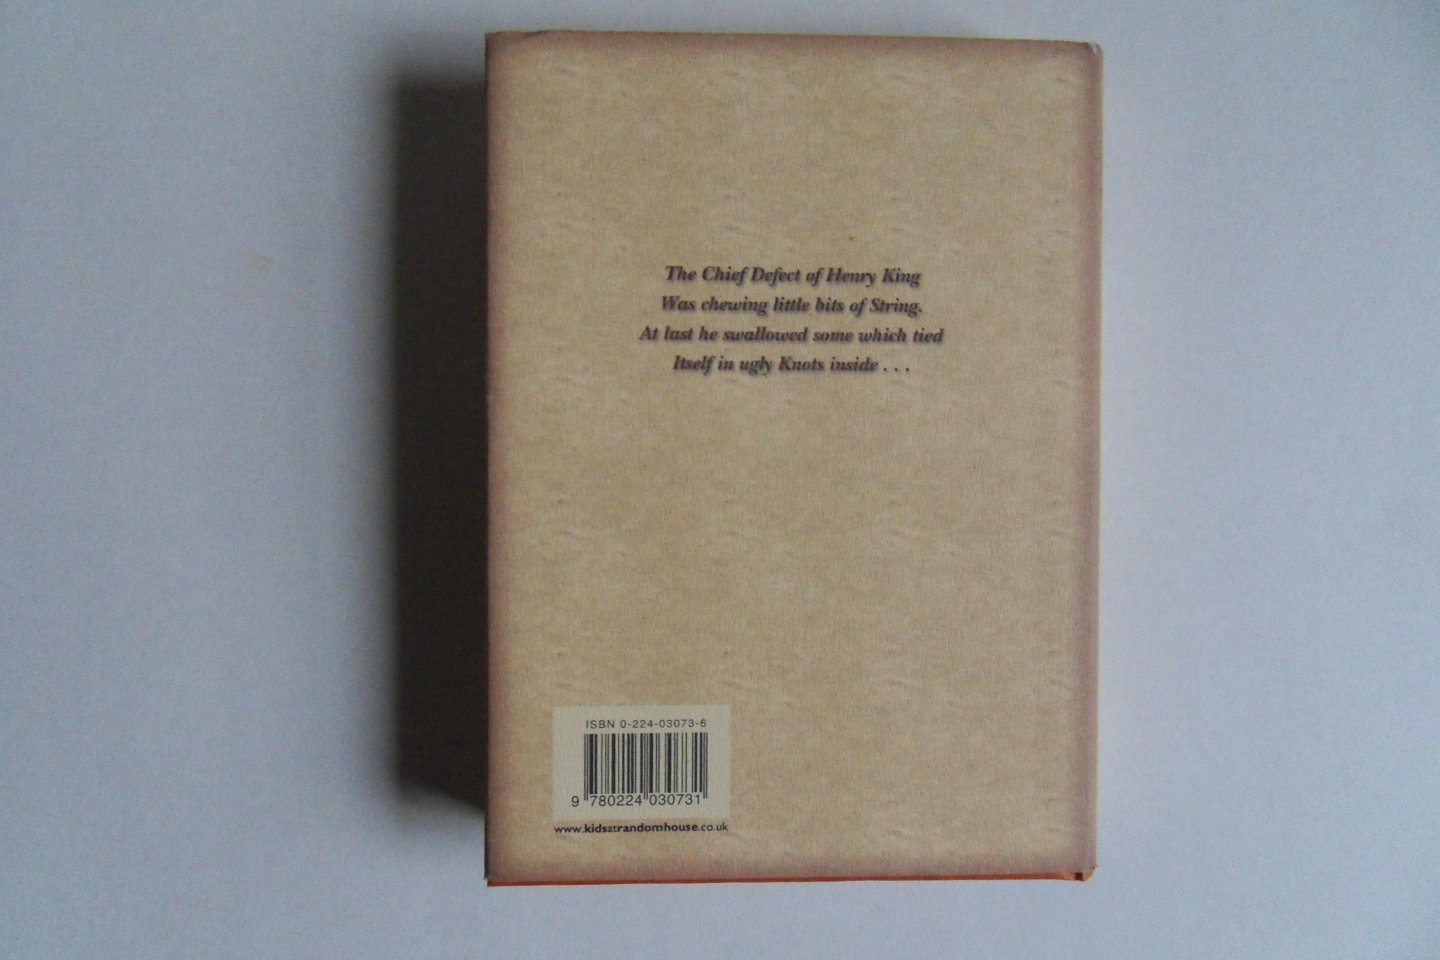 The Chief Defect of Henry King
Was chewing little bits of String.
At last he swallowed some which tied
Itself in ugly Knots inside . . .
ISBN 0-224-03073-6
9 780224 030731
www.kidsatrandomhouse.co.uk